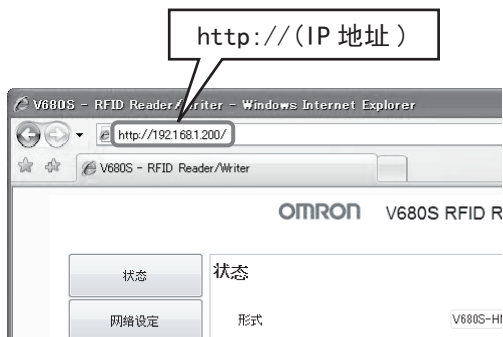 http://(IP 地址 )
V680S - RFID Reader/Writer - Windows Internet Explorer
http://192.168.1.200/
V680S - RFID Reader/Writer
OMRON V680S RFID R
状态 状态
网络设定 形式 V680S-H